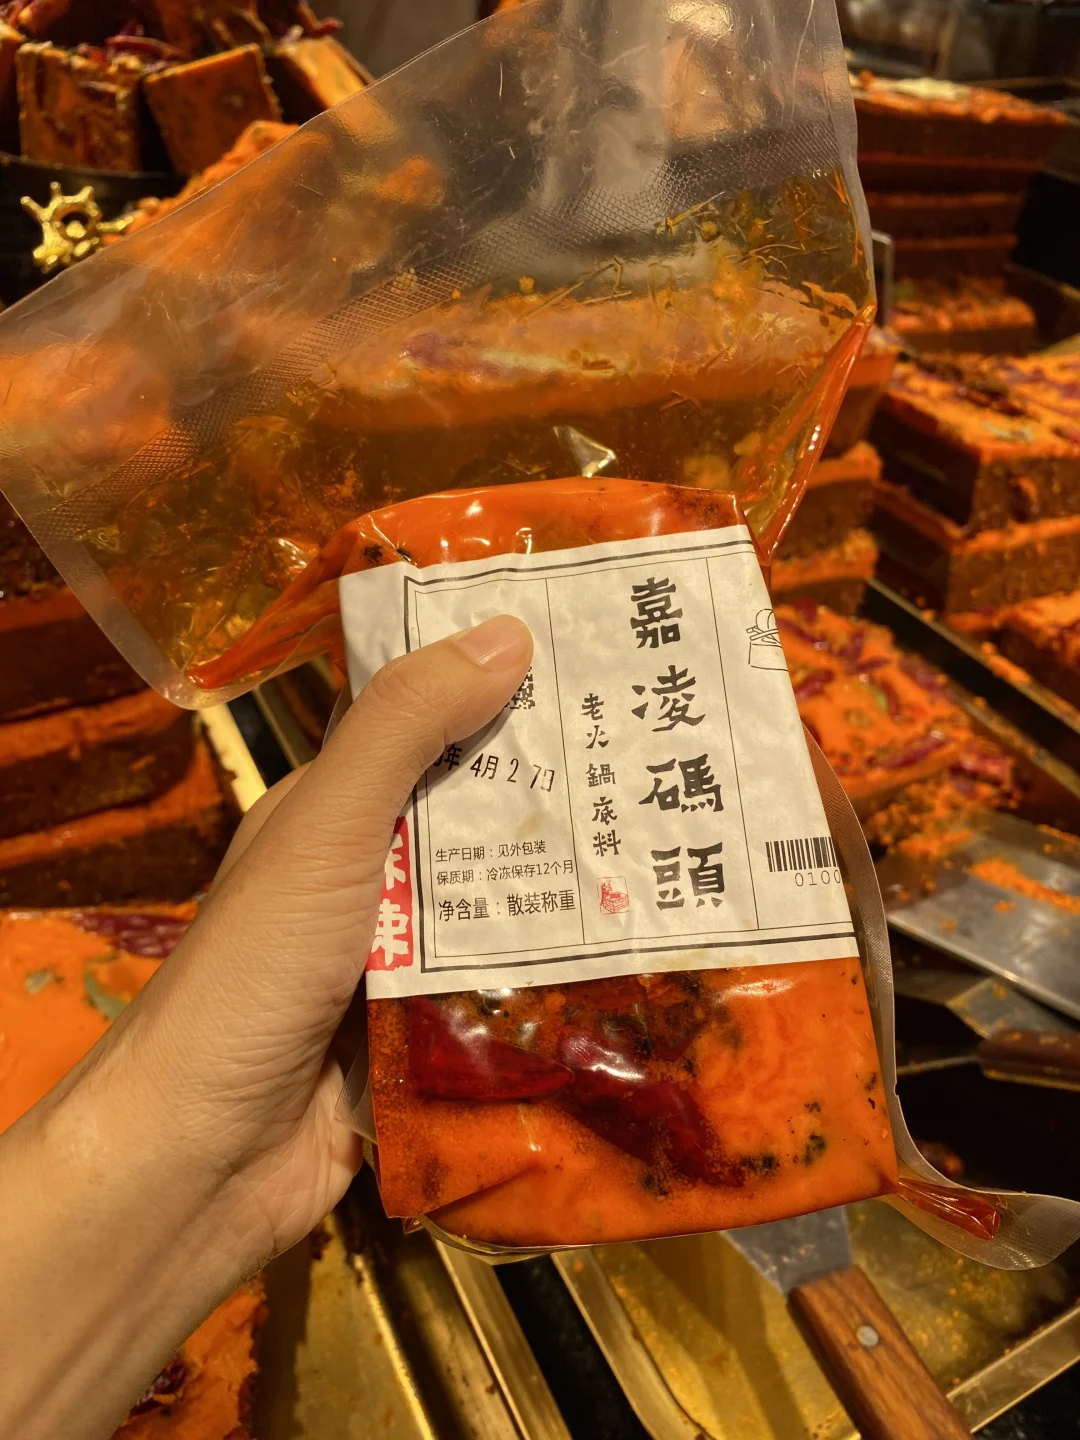 嘉凌碼頭
老火鍋底料
年 4月 2 7日
生产日期：见外包装
保质期：冷冻保存12个月
净含量：散装称重
0100